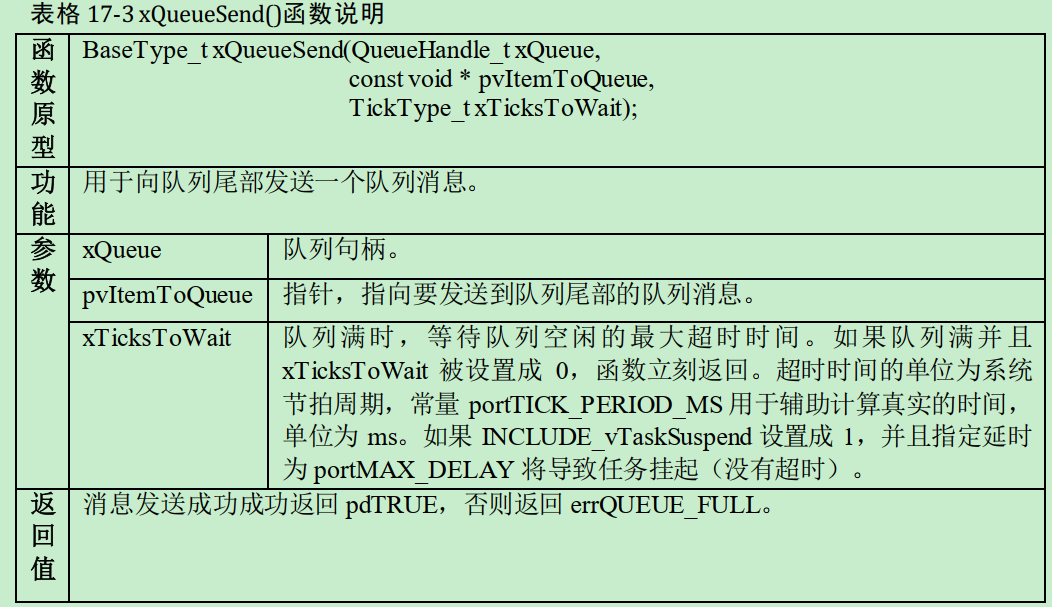 表格 17-3 xQueueSend()函数说明
函数原型
BaseType_t xQueueSend(QueueHandle_t xQueue,
const void * pvItemToQueue,
TickType_t xTicksToWait);
功能
用于向队列尾部发送一个队列消息。
参数
xQueue
队列句柄。
pvItemToQueue
指针，指向要发送到队列尾部的队列消息。
xTicksToWait
队列满时，等待队列空闲的最大超时时间。如果队列满并且
xTicksToWait 被设置成 0，函数立刻返回。超时时间的单位为系统
节拍周期，常量 portTICK_PERIOD_MS 用于辅助计算真实的时间，
单位为 ms。如果 INCLUDE_vTaskSuspend 设置成 1，并且指定延时
为 portMAX_DELAY 将导致任务挂起（没有超时）。
返回值
消息发送成功成功返回 pdTRUE，否则返回 errQUEUE_FULL。